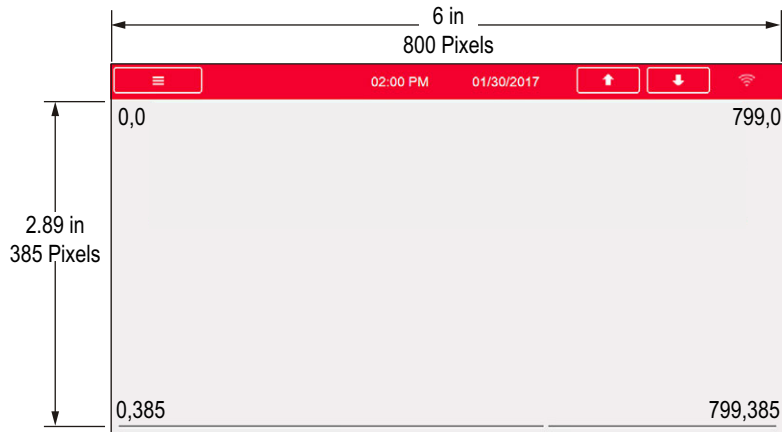 6 in
800 Pixels
02:00 PM 01/30/2017
0,0 799,0
2.89 in
385 Pixels
0,385 799,385